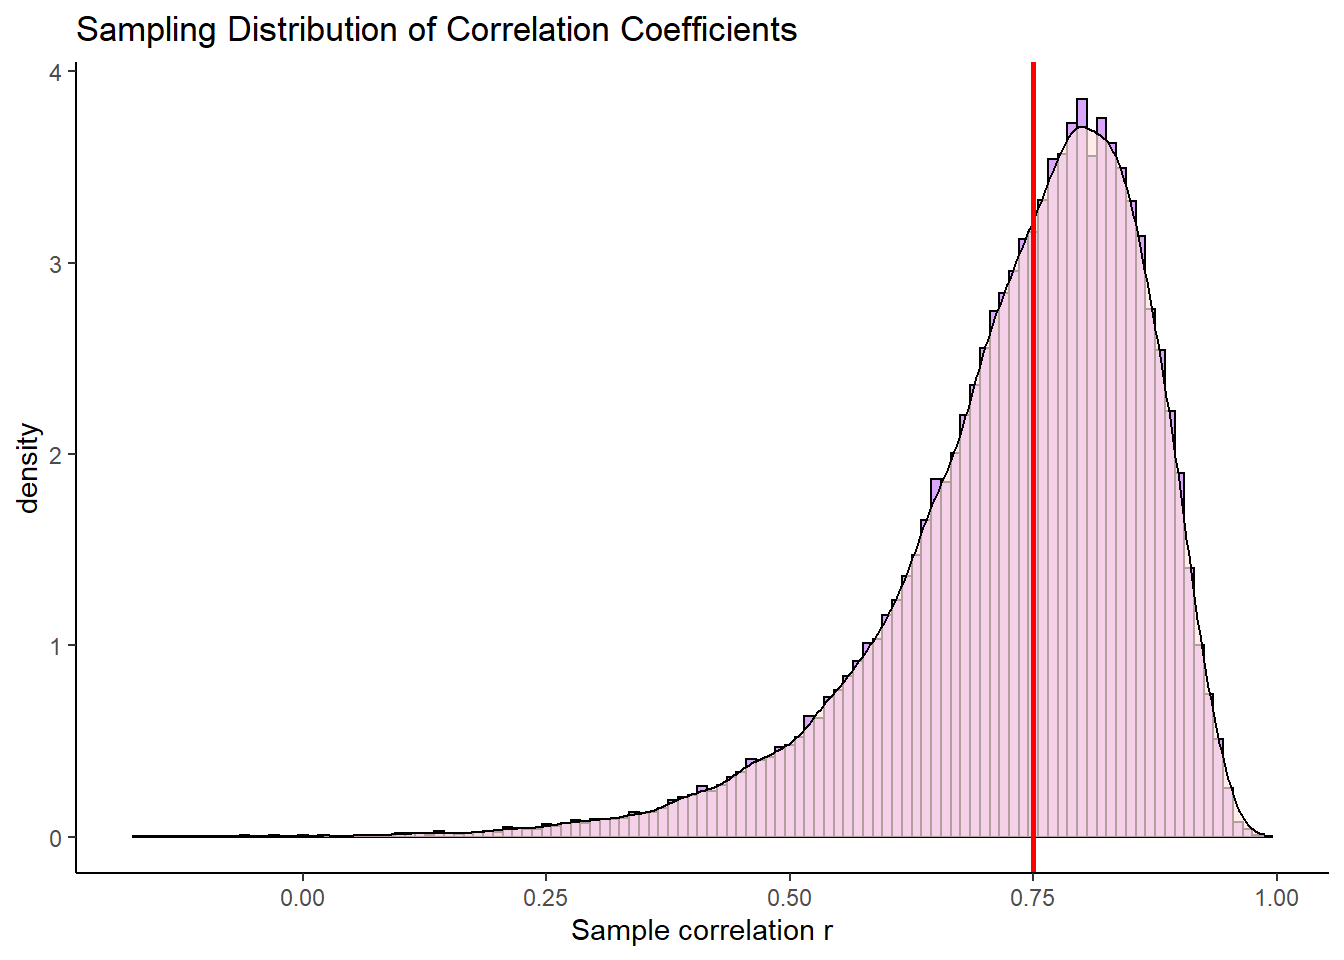 Sampling Distribution of Correlation Coefficients
4
3
2
1
0
density
0.00 0.25 0.50 0.75 1.00
Sample correlation r